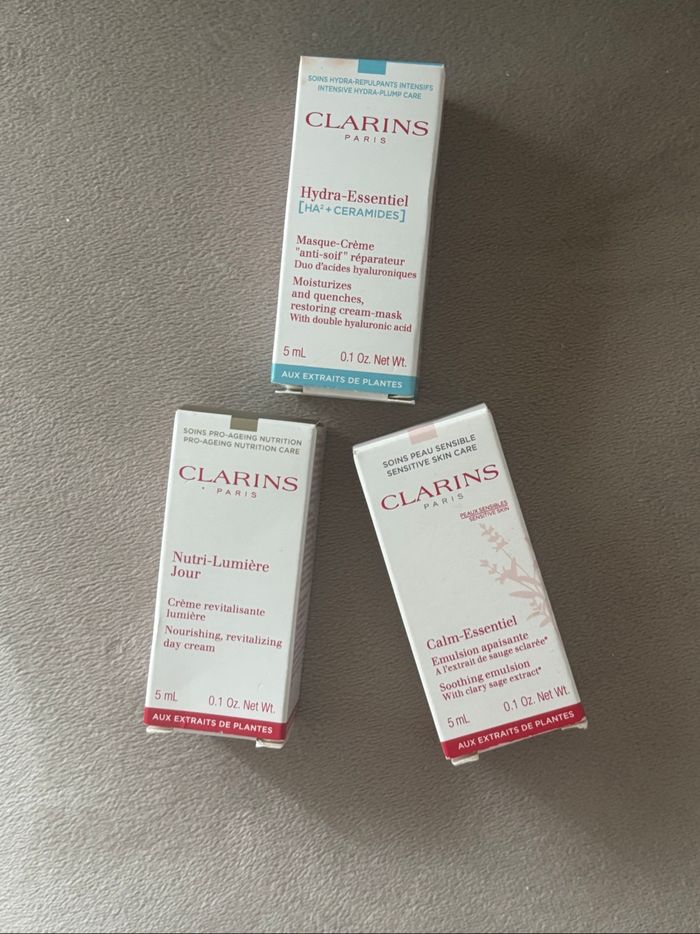 SOINS HYDRA-REPULPANTS INTENSIFS
INTENSIVE HYDRA-PLUMP CARE
CLARINS
PARIS
Hydra-Essentiel
[HA² + CERAMIDES]
Masque-Crème
"anti-soif" réparateur
Duo d'acides hyaluroniques
Moisturizes
and quenches,
restoring cream-mask
With double hyaluronic acid
5 mL 0.1 Oz. Net Wt.
AUX EXTRAITS DE PLANTES
SOINS PRO-AGEING NUTRITION
PRO-AGEING NUTRITION CARE
CLARINS
PARIS
Nutri-Lumière
Jour
Crème revitalisante
lumière
Nourishing, revitalizing
day cream
5 mL 0.1 Oz. Net Wt.
AUX EXTRAITS DE PLANTES
SOINS PEAU SENSIBLE
SENSITIVE SKIN CARE
CLARINS
PARIS
PEAUX SENSIBLES
SENSITIVE SKIN
Calm-Essentiel
Emulsion apaisante
A l'extrait de sauge sclarée*
Soothing emulsion
With clary sage extract*
5 mL 0.1 Oz. Net Wt.
AUX EXTRAITS DE PLANTES